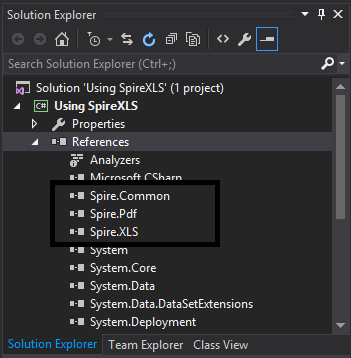 Solution Explorer
Search Solution Explorer (Ctrl+;)
Solution 'Using SpireXLS' (1 project)
C# Using SpireXLS
Properties
References
Analyzers
Microsoft.CSharp
Spire.Common
Spire.Pdf
Spire.XLS
System
System.Core
System.Data
System.Data.DataSetExtensions
System.Deployment
Solution Explorer Team Explorer Class View